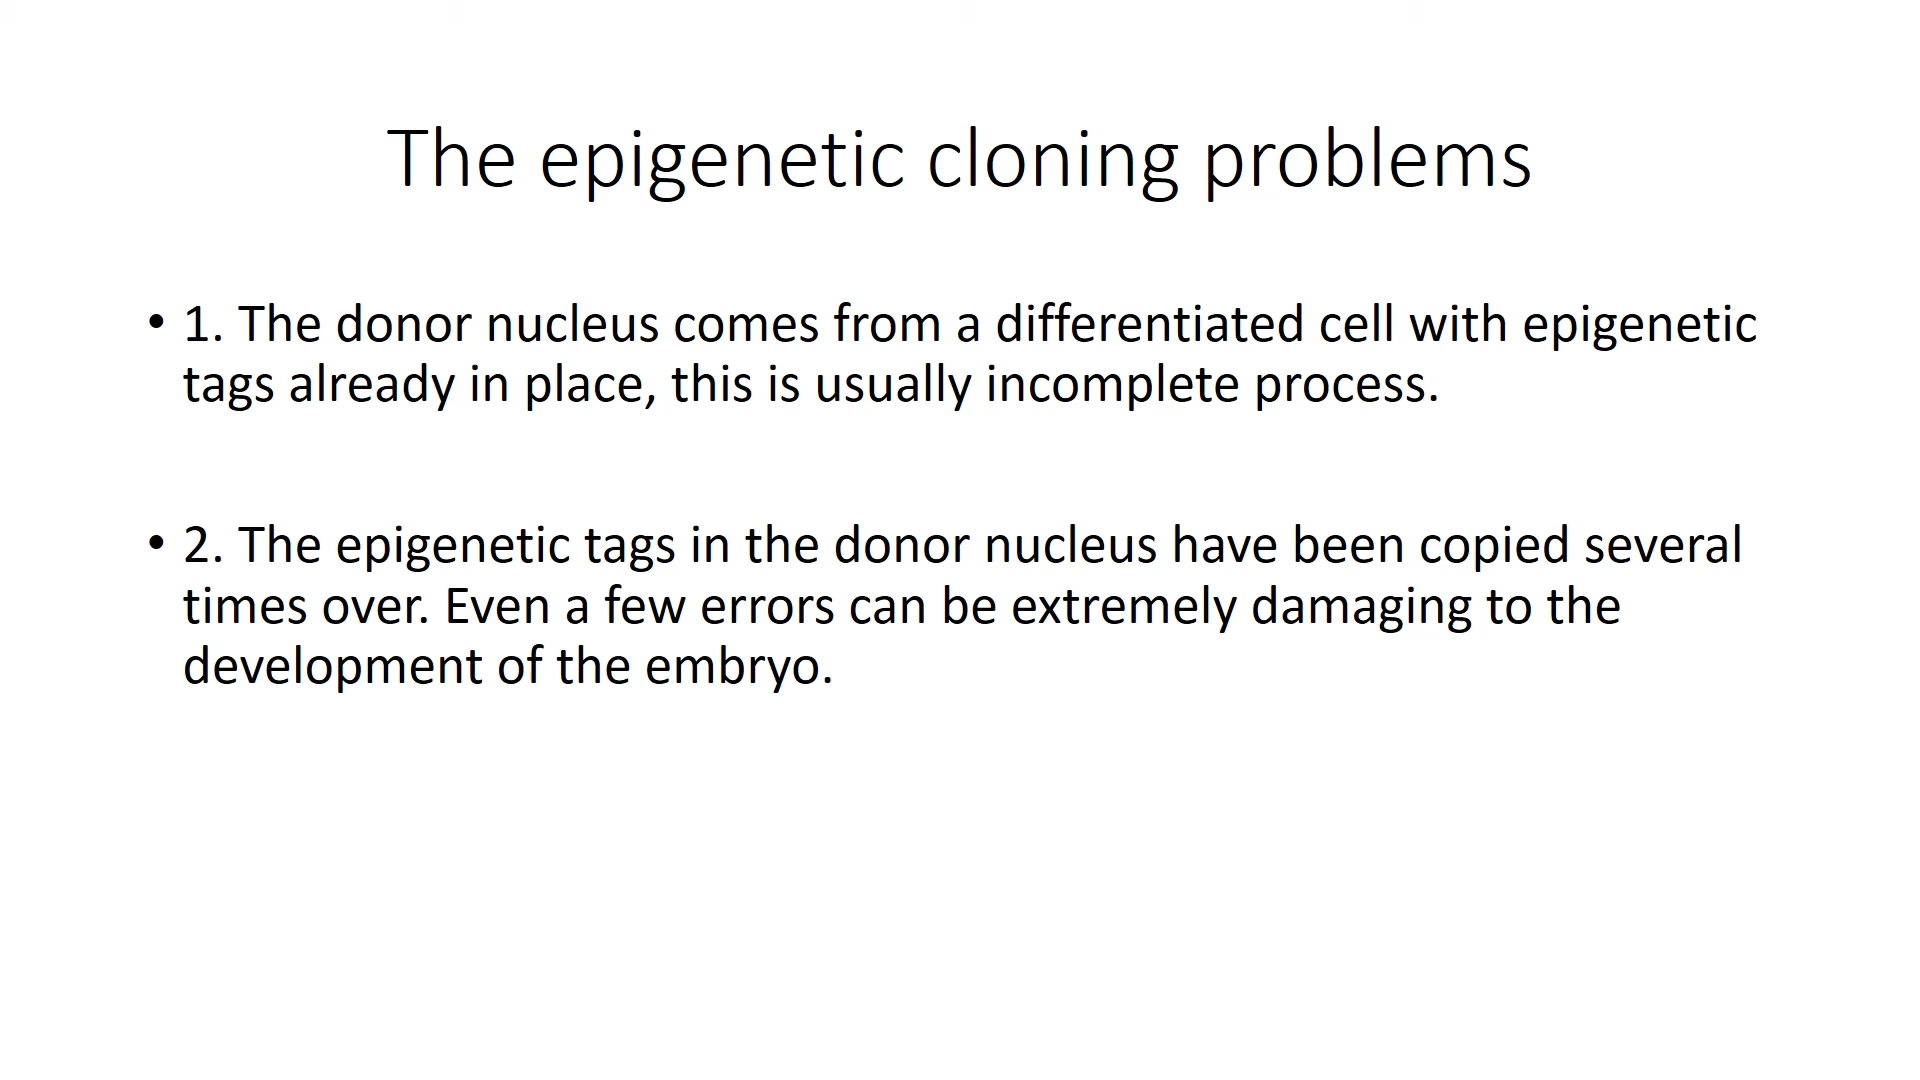 The epigenetic cloning problems
• 1. The donor nucleus comes from a differentiated cell with epigenetic
tags already in place, this is usually incomplete process.
• 2. The epigenetic tags in the donor nucleus have been copied several
times over. Even a few errors can be extremely damaging to the
development of the embryo.